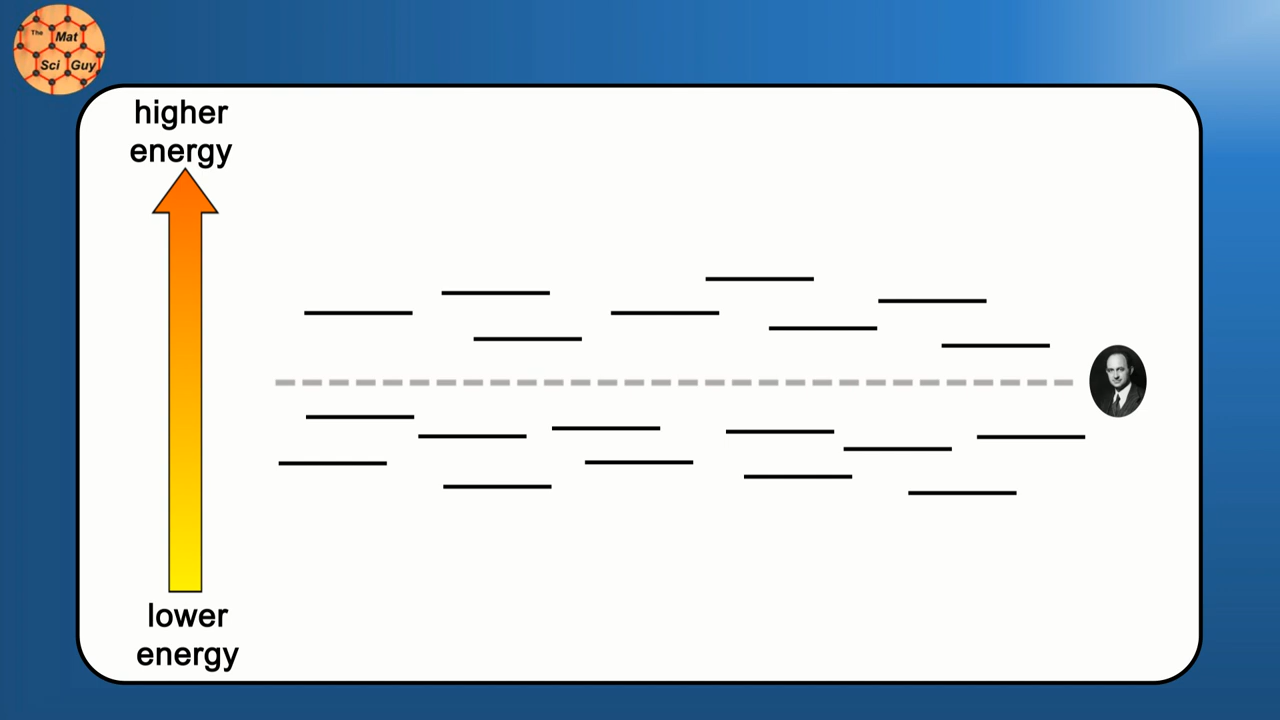 The Mat
Sci Guy
higher
energy
lower
energy